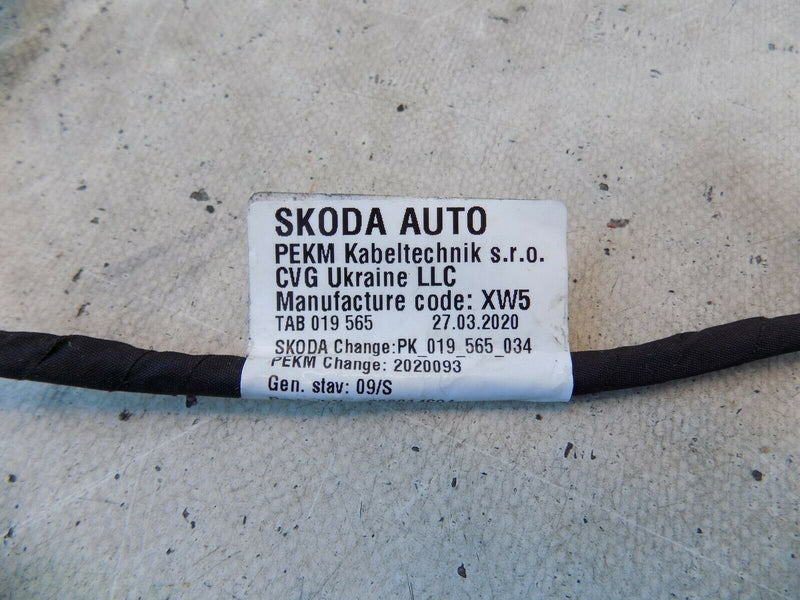 SKODA AUTO
PEKM Kabeltechnik s.r.o.
CVG Ukraine LLC
Manufacture code: XW5
TAB 019 565 27.03.2020
SKODA Change:PK_019_565_034
PEKM Change: 2020093
Gen. stav: 09/S